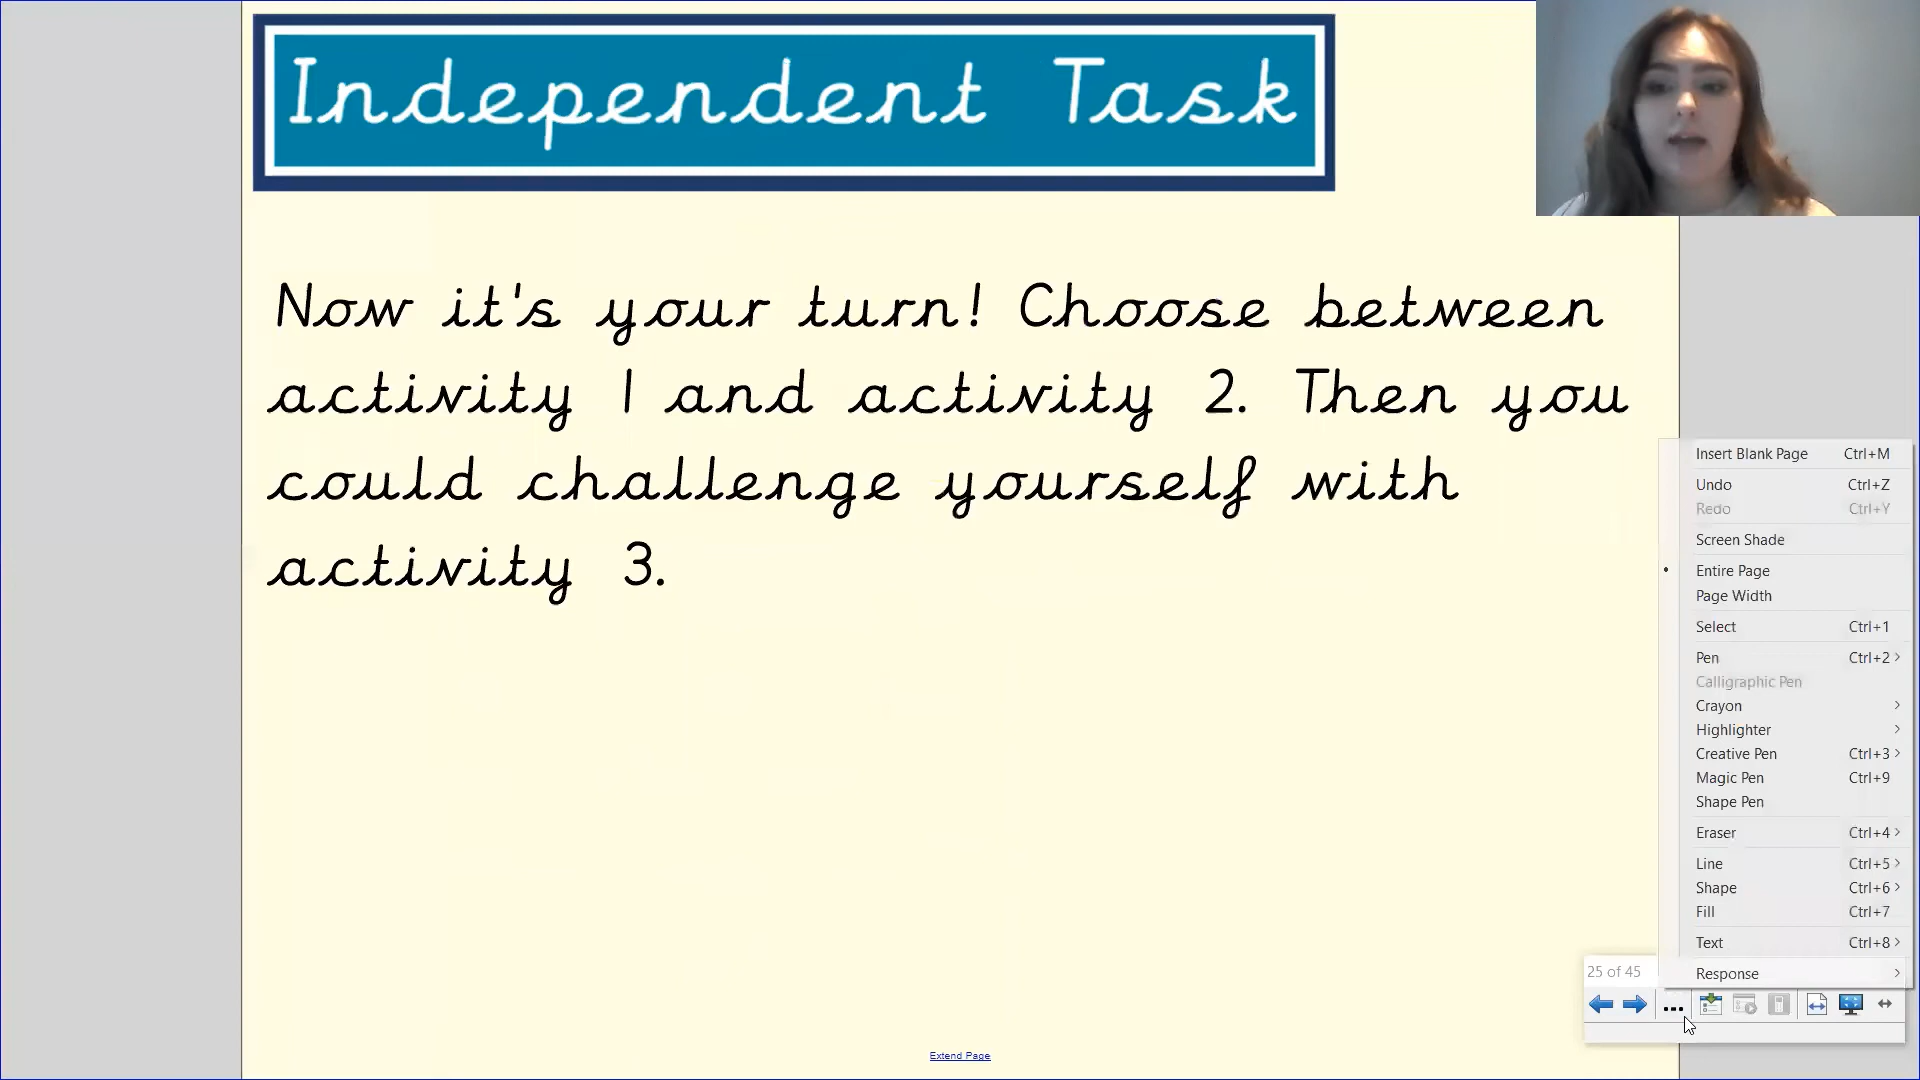 Independent Task
Now it's your turn! Choose between
activity 1 and activity 2. Then you
could challenge yourself with
activity 3.
Insert Blank Page Ctrl+M
Undo Ctrl+Z
Redo Ctrl+Y
Screen Shade
Entire Page
Page Width
Select Ctrl+1
Pen Ctrl+2
Calligraphic Pen
Crayon
Highlighter
Creative Pen Ctrl+3
Magic Pen Ctrl+9
Shape Pen
Eraser Ctrl+4
Line Ctrl+5
Shape Ctrl+6
Fill Ctrl+7
Text Ctrl+8
Response
25 of 45
Extend Page